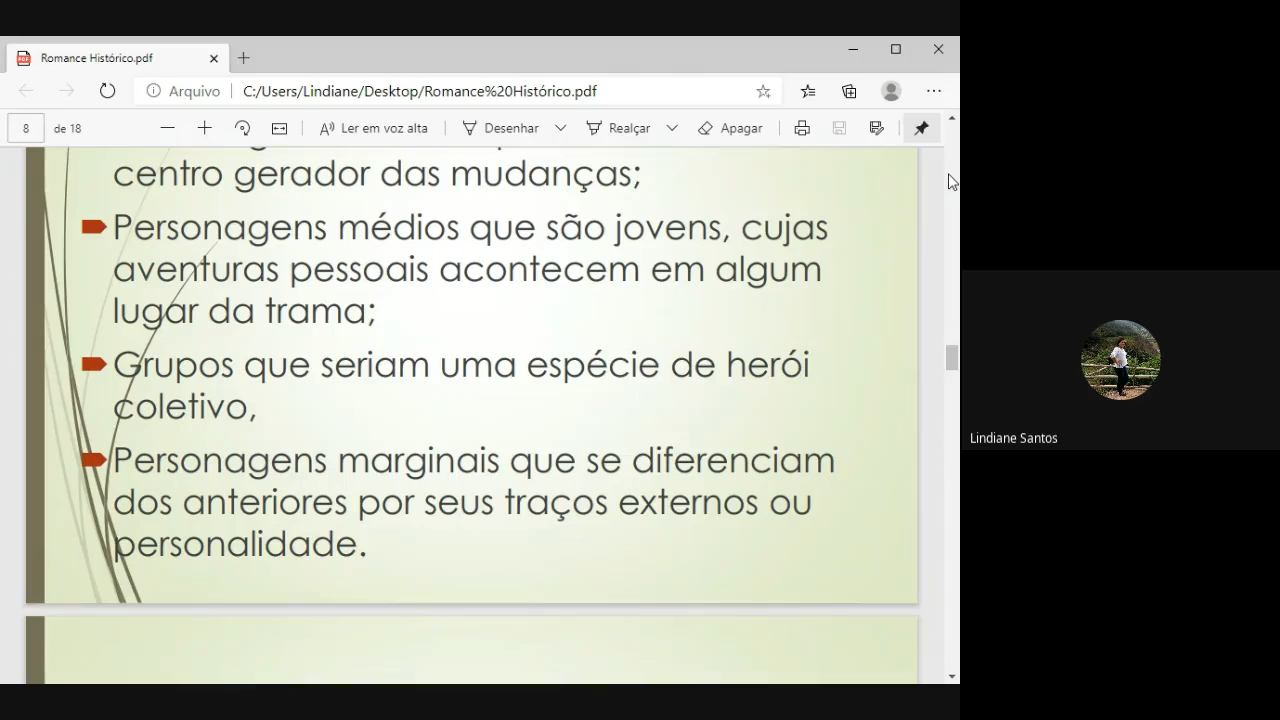 Romance Histórico.pdf
Arquivo C:/Users/Lindiane/Desktop/Romance%20Histórico.pdf
8 de 18 Ler em voz alta Desenhar Realçar Apagar
centro gerador das mudanças;
Personagens médios que são jovens, cujas
aventuras pessoais acontecem em algum
lugar da trama;
Grupos que seriam uma espécie de herói
coletivo,
Personagens marginais que se diferenciam
dos anteriores por seus traços externos ou
personalidade.
Lindiane Santos